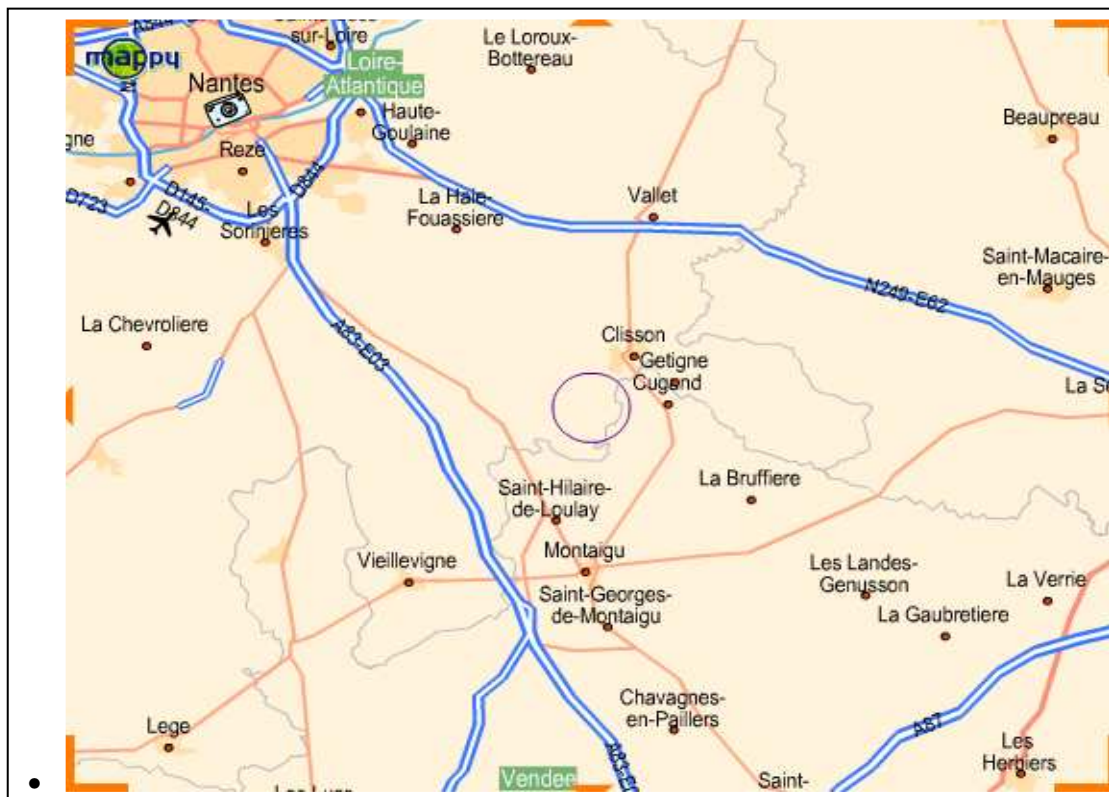 sur-Loire
Le Loroux-
Bottereau
mappy
Loire-
Atlantique
Nantes
Haute-
Goulaine
Beaupreau
gne
Reze
D844
D723
D145-
D844
La Haie-
Fouassiere
Vallet
Les
Sorinieres
Saint-Macaire-
en-Mauges
N249-E62
La Chevroliere
A83-E03
Clisson
Getigne
Cugand
La Bruffiere
Saint-Hilaire-
de-Loulay
Montaigu
Vieillevigne
Les Landes-
Genusson
La Verrie
Saint-Georges-
de-Montaigu
La Gaubretiere
Chavagnes-
en-Paillers
Lege
A87
Les
Herbiers
Vendee
Saint-